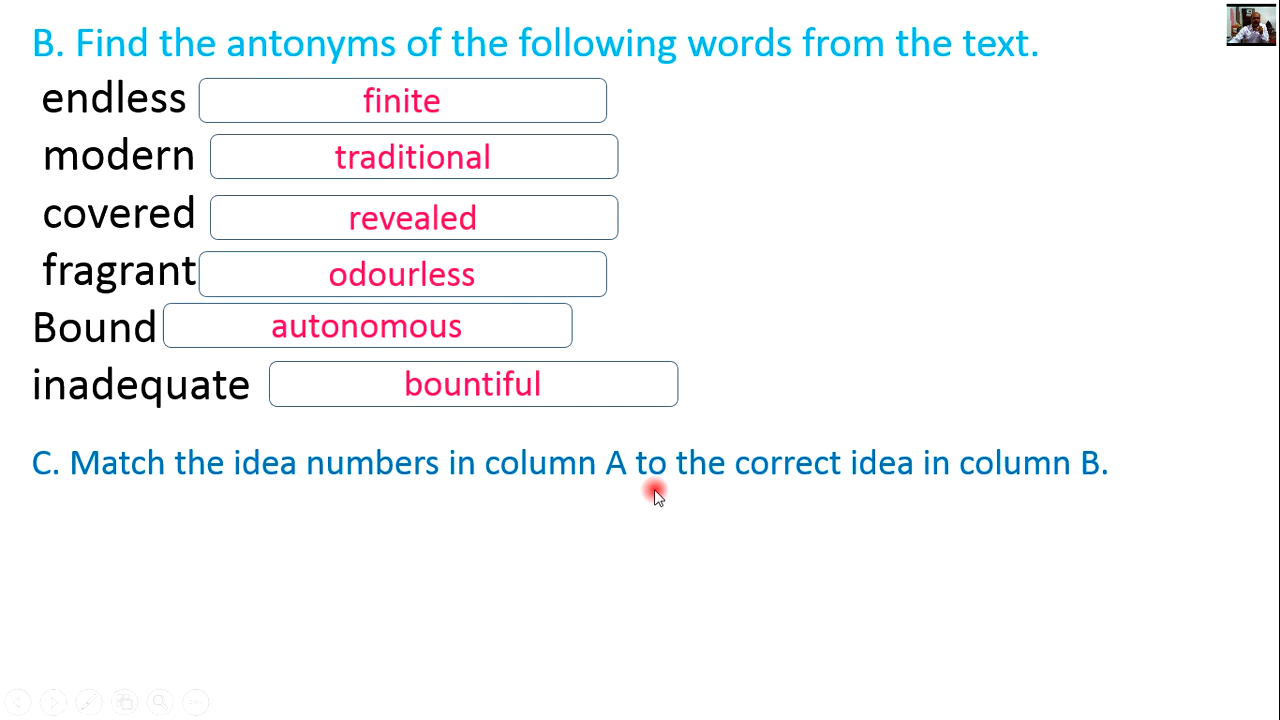 B. Find the antonyms of the following words from the text.
endless finite
modern traditional
covered revealed
fragrant odourless
Bound autonomous
inadequate bountiful
C. Match the idea numbers in column A to the correct idea in column B.